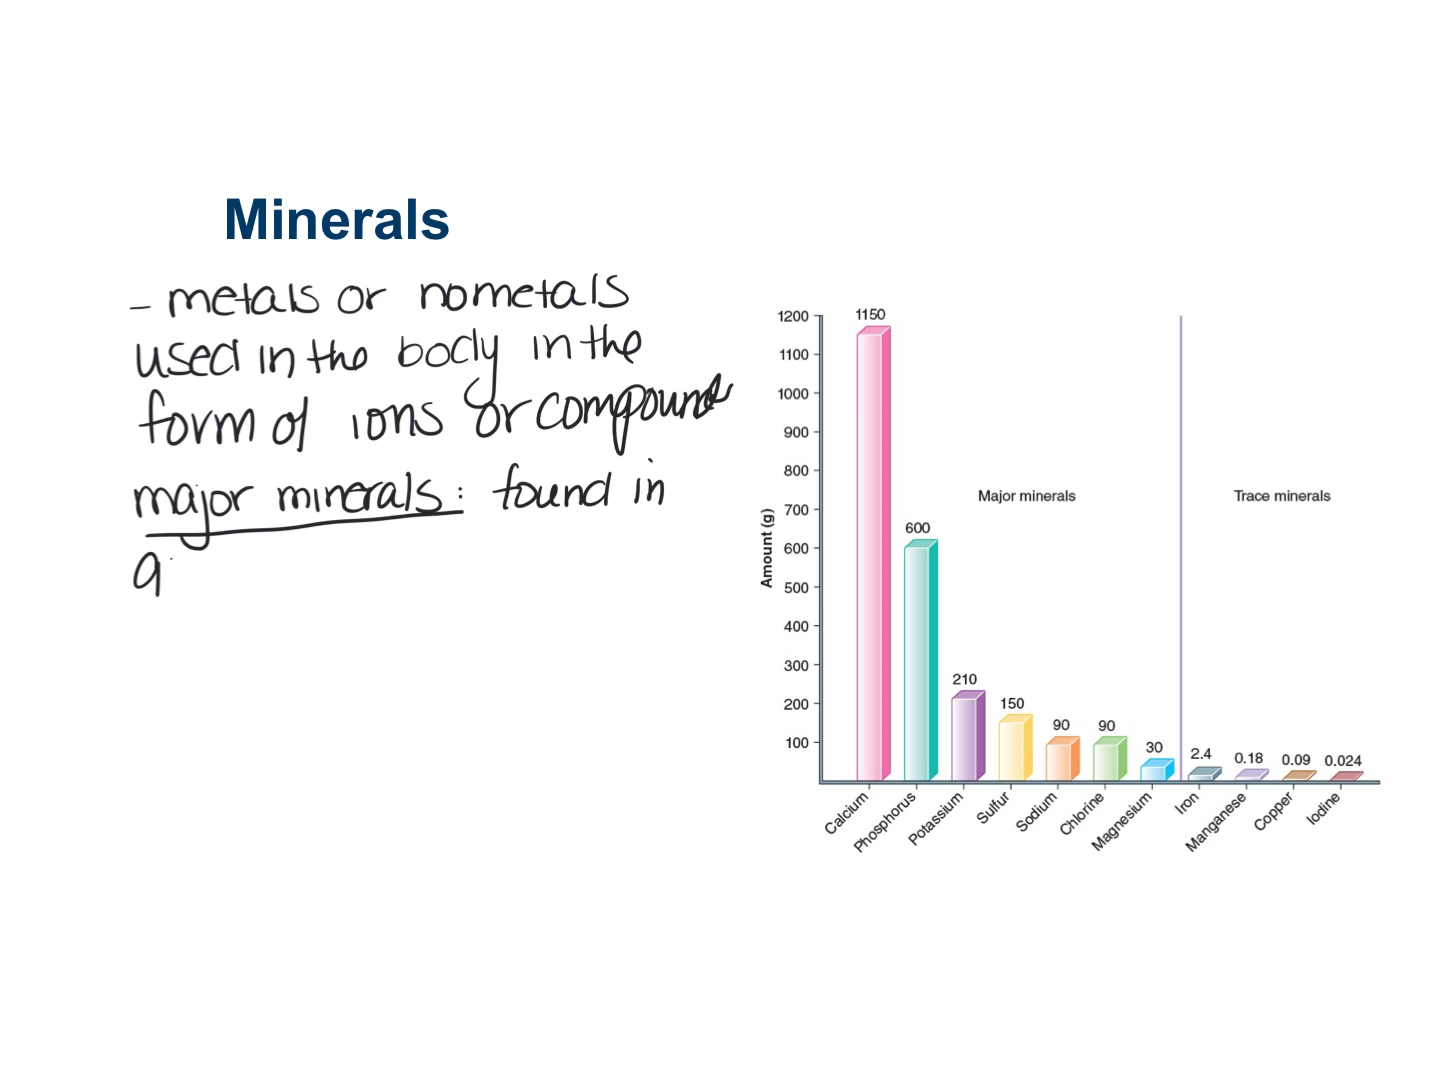 Minerals
- metals or nometals
used in the body in the
form of ions or compounds
major minerals: found in
g
1200
1100
1000
900
800
700
600
500
400
300
200
100
Amount (g)
1150
600
210
150
90
90
30
2.4
0.18
0.09
0.024
Major minerals
Trace minerals
Calcium
Phosphorus
Potassium
Sulfur
Sodium
Chlorine
Magnesium
Iron
Manganese
Copper
Iodine